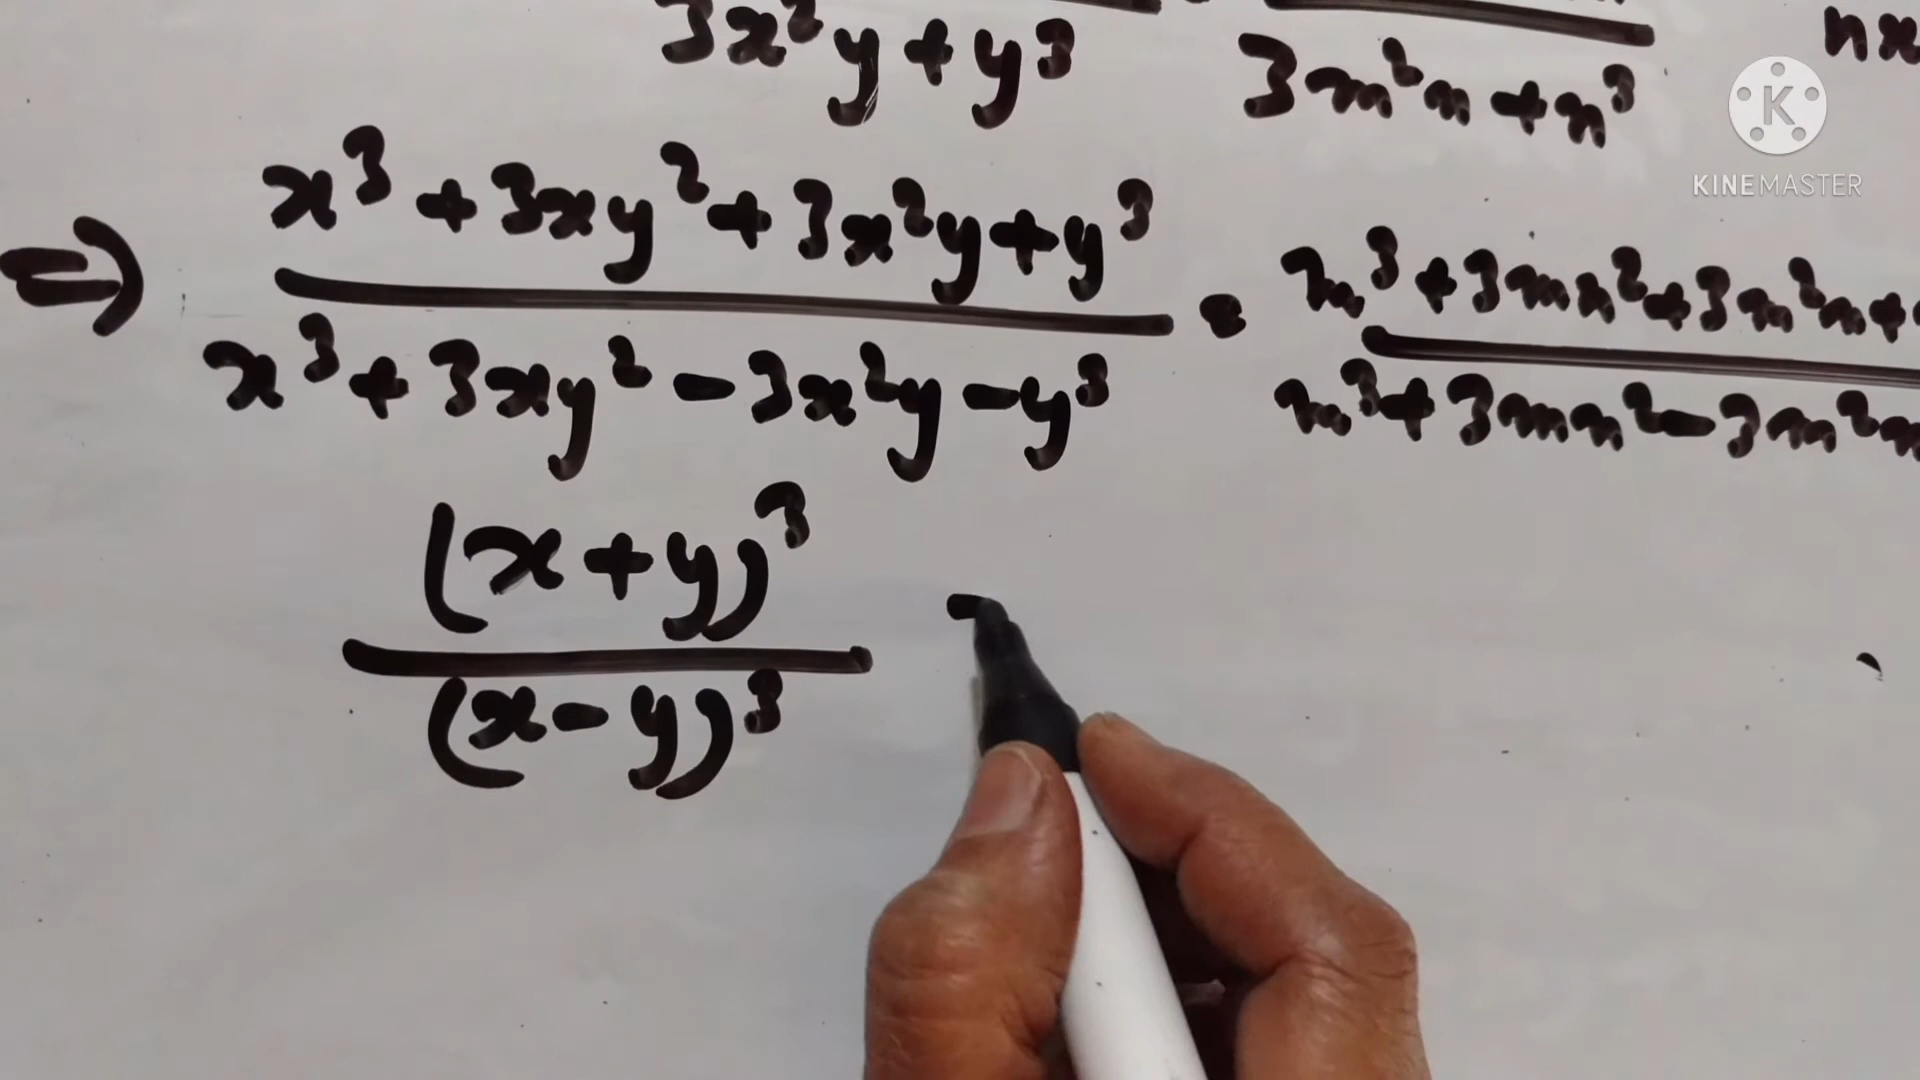 3x²y + y³ 3m²n + n³ nx
⇒ x³ + 3xy² + 3x²y + y³ / x³ + 3xy² - 3x²y - y³ = m³ + 3mn² + 3m²n + / m³ + 3mn² - 3m²n
(x + y)³ / (x - y)³ -
K
KINEMASTER